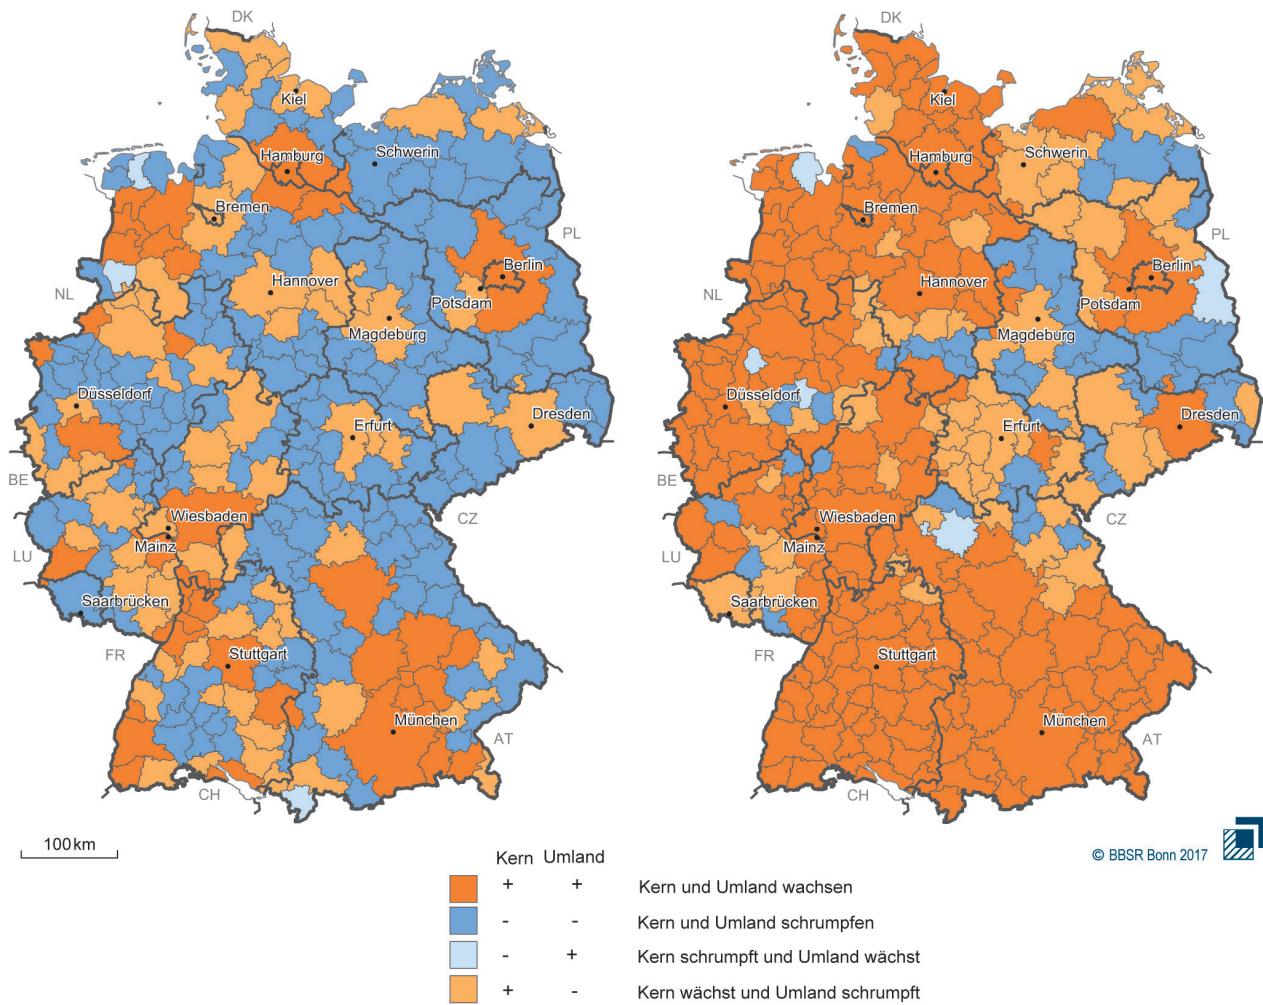 DK
Kiel
Hamburg
Schwerin
Bremen
PL
Berlin
Hannover
NL
Potsdam
Magdeburg
Düsseldorf
Dresden
Erfurt
BE
Wiesbaden
CZ
Mainz
LU
Saarbrücken
FR
Stuttgart
München
AT
CH
DK
Kiel
Hamburg
Schwerin
Bremen
PL
Berlin
Hannover
NL
Potsdam
Magdeburg
Düsseldorf
Dresden
Erfurt
BE
Wiesbaden
CZ
Mainz
LU
Saarbrücken
FR
Stuttgart
München
AT
CH
100 km
© BBSR Bonn 2017
Kern Umland
+ + Kern und Umland wachsen
- - Kern und Umland schrumpfen
- + Kern schrumpft und Umland wächst
+ - Kern wächst und Umland schrumpft